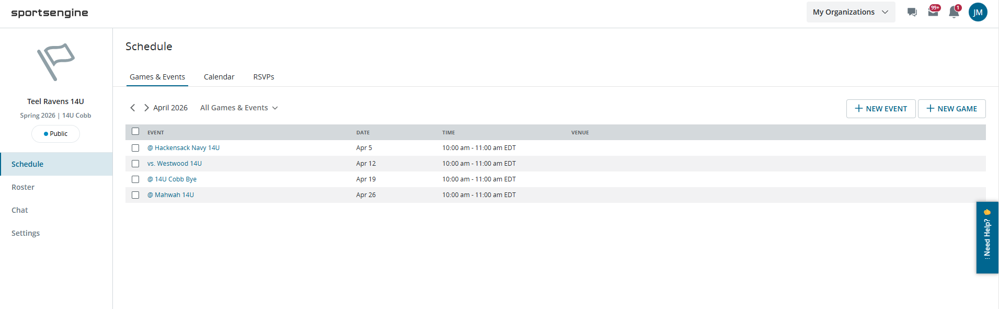 sportsengine
My Organizations
99+
1
JM
Teel Ravens 14U
Spring 2026 | 14U Cobb
Public
Schedule
Roster
Chat
Settings
Schedule
Games & Events Calendar RSVPs
April 2026 All Games & Events NEW EVENT NEW GAME
EVENT DATE TIME VENUE
@ Hackensack Navy 14U Apr 5 10:00 am - 11:00 am EDT
vs. Westwood 14U Apr 12 10:00 am - 11:00 am EDT
@ 14U Cobb Bye Apr 19 10:00 am - 11:00 am EDT
@ Mahwah 14U Apr 26 10:00 am - 11:00 am EDT
Need Help?